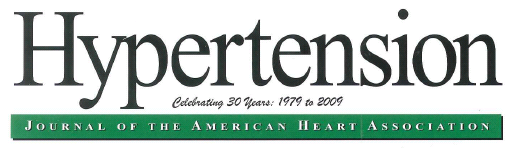 Hypertension
Celebrating 30 Years: 1979 to 2009
JOURNAL OF THE AMERICAN HEART ASSOCIATION